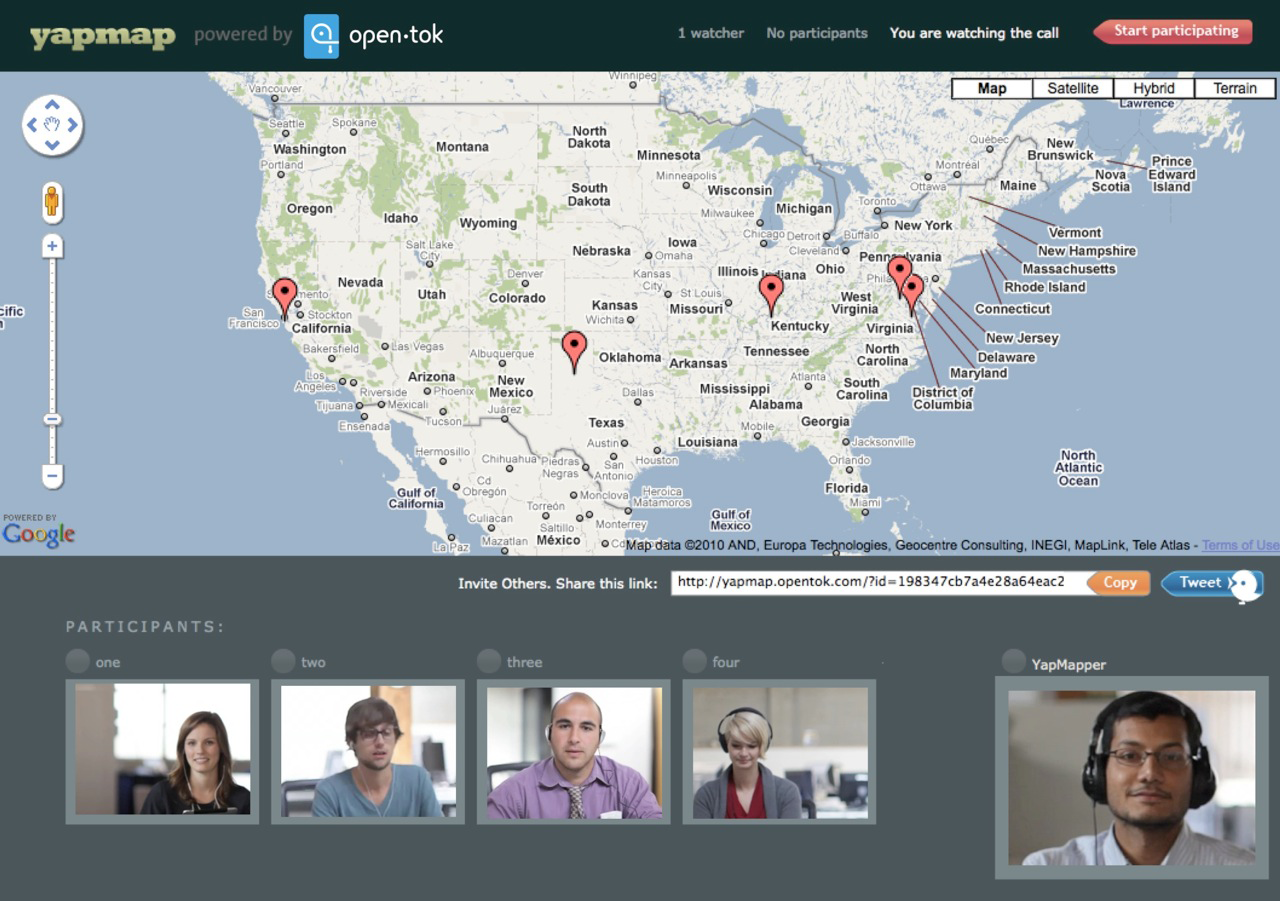 yapmap powered by open·tok
1 watcher No participants You are watching the call Start participating
Map Satellite Hybrid Terrain
Winnipeg
Vancouver
Lawrence
Seattle
Spokane
Washington
Montana
North
Dakota
Minnesota
Québec
New
Brunswick
Prince
Edward
Island
Portland
Montréal
Ottawa
Maine
Nova
Scotia
Minneapolis
South
Dakota
Wisconsin
Oregon
Idaho
Wyoming
Milwaukee
Michigan
Toronto
New York
Vermont
Chicago
Detroit
Buffalo
Salt Lake
City
Nebraska
Iowa
Omaha
Cleveland
New Hampshire
Pennsylvania
Massachusetts
Denver
Kansas
City
Illinois
Indiana
Ohio
Rhode Island
Nevada
Utah
Colorado
Kansas
St Louis
Missouri
West
Virginia
Connecticut
San
Francisco
Stockton
California
Wichita
Kentucky
Virginia
New Jersey
Bakersfield
Las Vegas
Albuquerque
Oklahoma
Arkansas
Tennessee
North
Carolina
Delaware
Maryland
Los
Angeles
Riverside
Arizona
Phoenix
New
Mexico
Dallas
Mississippi
Atlanta
South
Carolina
District of
Columbia
Tijuana
Mexicali
Tucson
Juárez
Alabama
Ensenada
Texas
Georgia
Mobile
Austin
Louisiana
Jacksonville
Hermosillo
Chihuahua
Piedras
Negras
San
Antonio
Houston
Orlando
North
Atlantic
Ocean
Cd
Obregón
Gulf of
California
Monclova
Heroica
Matamoros
Florida
Miami
Torreón
Gulf of
Mexico
Culiacan
Saltillo
Monterrey
La Paz
Mazatlan
México
POWERED BY
Google
Map data ©2010 AND, Europa Technologies, Geocentre Consulting, INEGI, MapLink, Tele Atlas - Terms of Use
Invite Others. Share this link: http://yapmap.opentok.com/?id=198347cb7a4e28a64eac2 Copy Tweet
PARTICIPANTS:
one two three four YapMapper